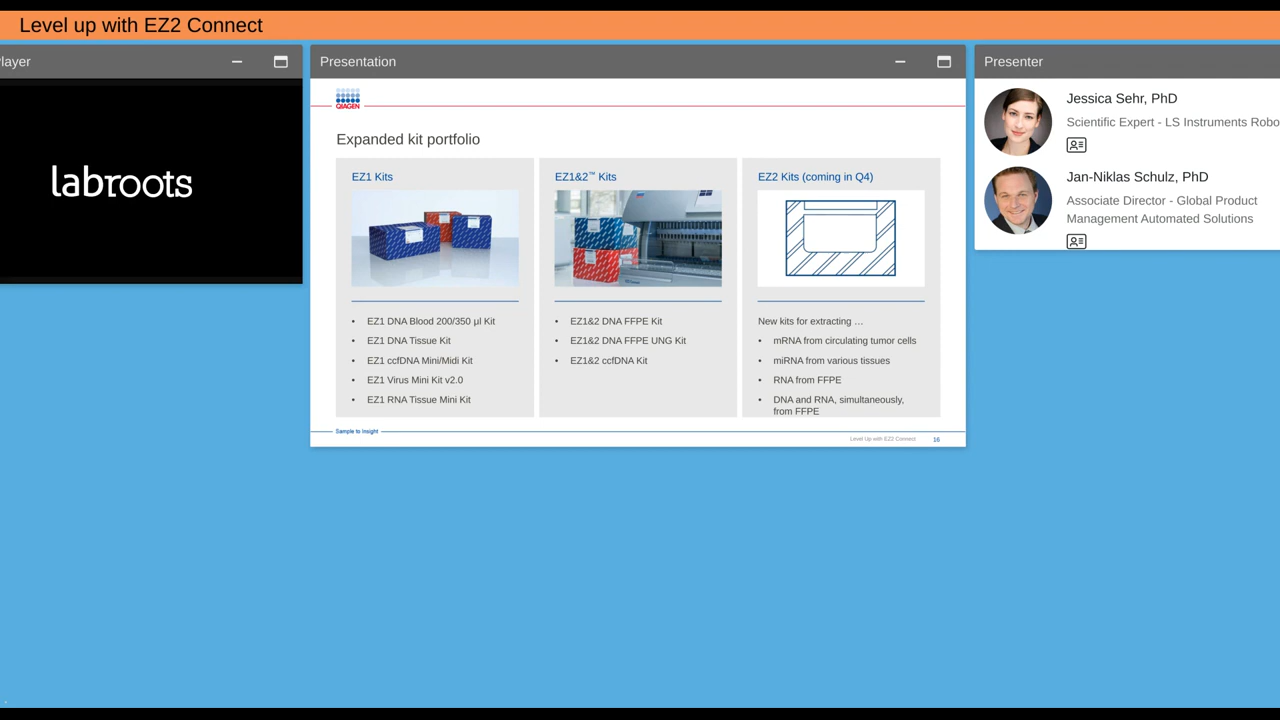 Level up with EZ2 Connect
layer
Presentation
Presenter
labroots
QIAGEN
Expanded kit portfolio
EZ1 Kits
• EZ1 DNA Blood 200/350 µl Kit
• EZ1 DNA Tissue Kit
• EZ1 ccfDNA Mini/Midi Kit
• EZ1 Virus Mini Kit v2.0
• EZ1 RNA Tissue Mini Kit
EZ1&2™ Kits
• EZ1&2 DNA FFPE Kit
• EZ1&2 DNA FFPE UNG Kit
• EZ1&2 ccfDNA Kit
EZ2 Kits (coming in Q4)
New kits for extracting …
• mRNA from circulating tumor cells
• miRNA from various tissues
• RNA from FFPE
• DNA and RNA, simultaneously,
from FFPE
Sample to Insight
Level Up with EZ2 Connect
16
Jessica Sehr, PhD
Scientific Expert - LS Instruments Robo
Jan-Niklas Schulz, PhD
Associate Director - Global Product
Management Automated Solutions